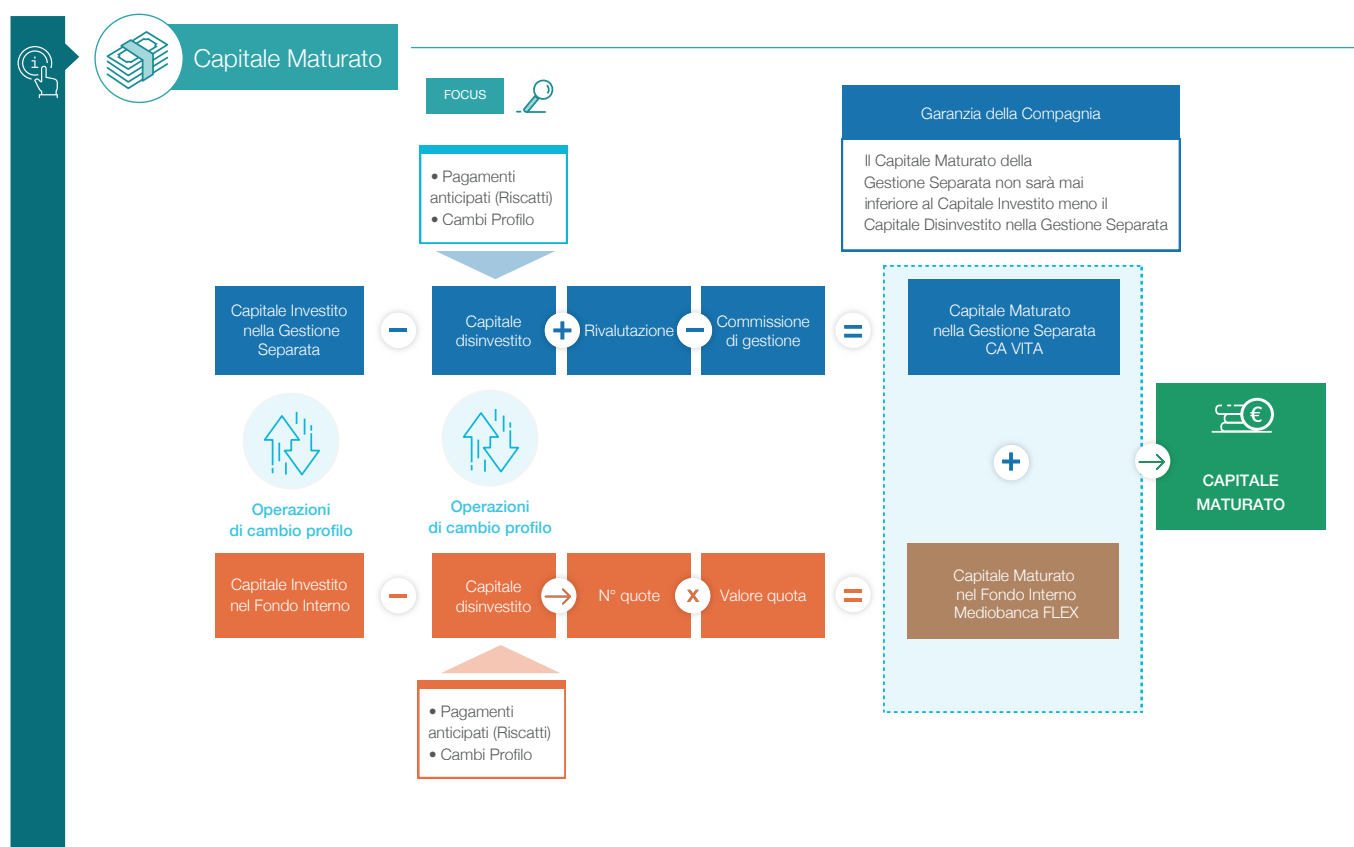 Capitale Maturato
FOCUS
Garanzia della Compagnia
Il Capitale Maturato della
Gestione Separata non sarà mai
inferiore al Capitale Investito meno il
Capitale Disinvestito nella Gestione Separata
• Pagamenti
anticipati (Riscatti)
• Cambi Profilo
Capitale Investito
nella Gestione
Separata
−
Capitale
disinvestito
+
Rivalutazione
−
Commissione
di gestione
=
Capitale Maturato
nella Gestione Separata
CA VITA
Operazioni
di cambio profilo
Operazioni
di cambio profilo
+
→
€
CAPITALE
MATURATO
Capitale Investito
nel Fondo Interno
−
Capitale
disinvestito
→
N° quote
x
Valore quota
=
Capitale Maturato
nel Fondo Interno
Mediobanca FLEX
• Pagamenti
anticipati (Riscatti)
• Cambi Profilo